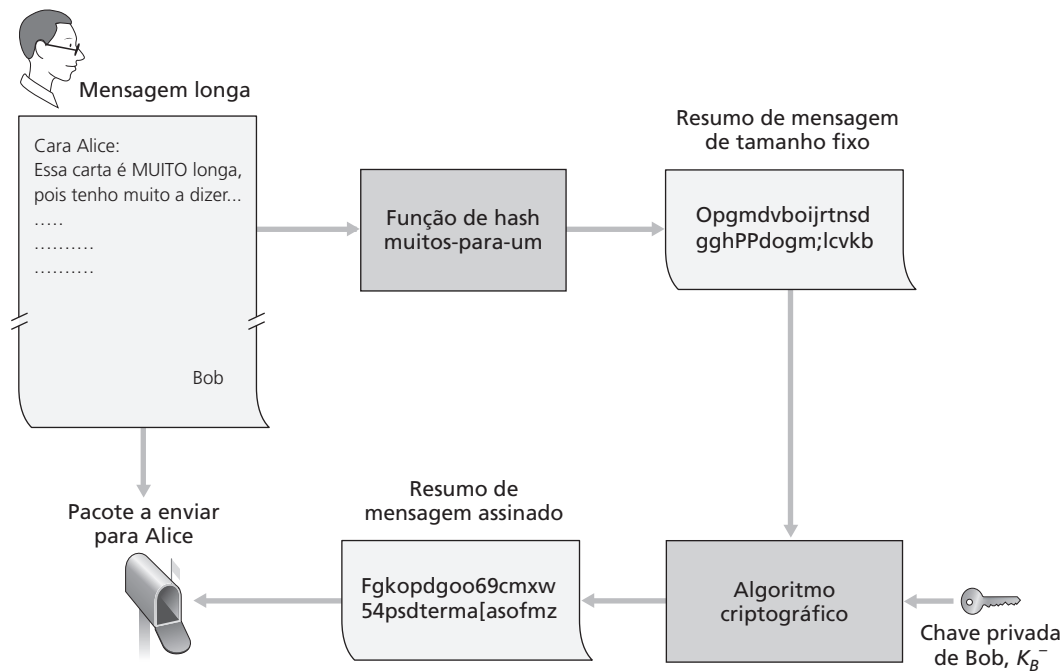 Mensagem longa
Cara Alice:
Essa carta é MUITO longa,
pois tenho muito a dizer...
.....
..........
..........
Bob
Função de hash
muitos-para-um
Resumo de mensagem
de tamanho fixo
Opgmdvboijrtnsd
gghPPdogm;lcvkb
Pacote a enviar
para Alice
Resumo de
mensagem assinado
Fgkopdgoo69cmxw
54psdterma[asofmz
Algoritmo
criptográfico
Chave privada
de Bob, K_B^–